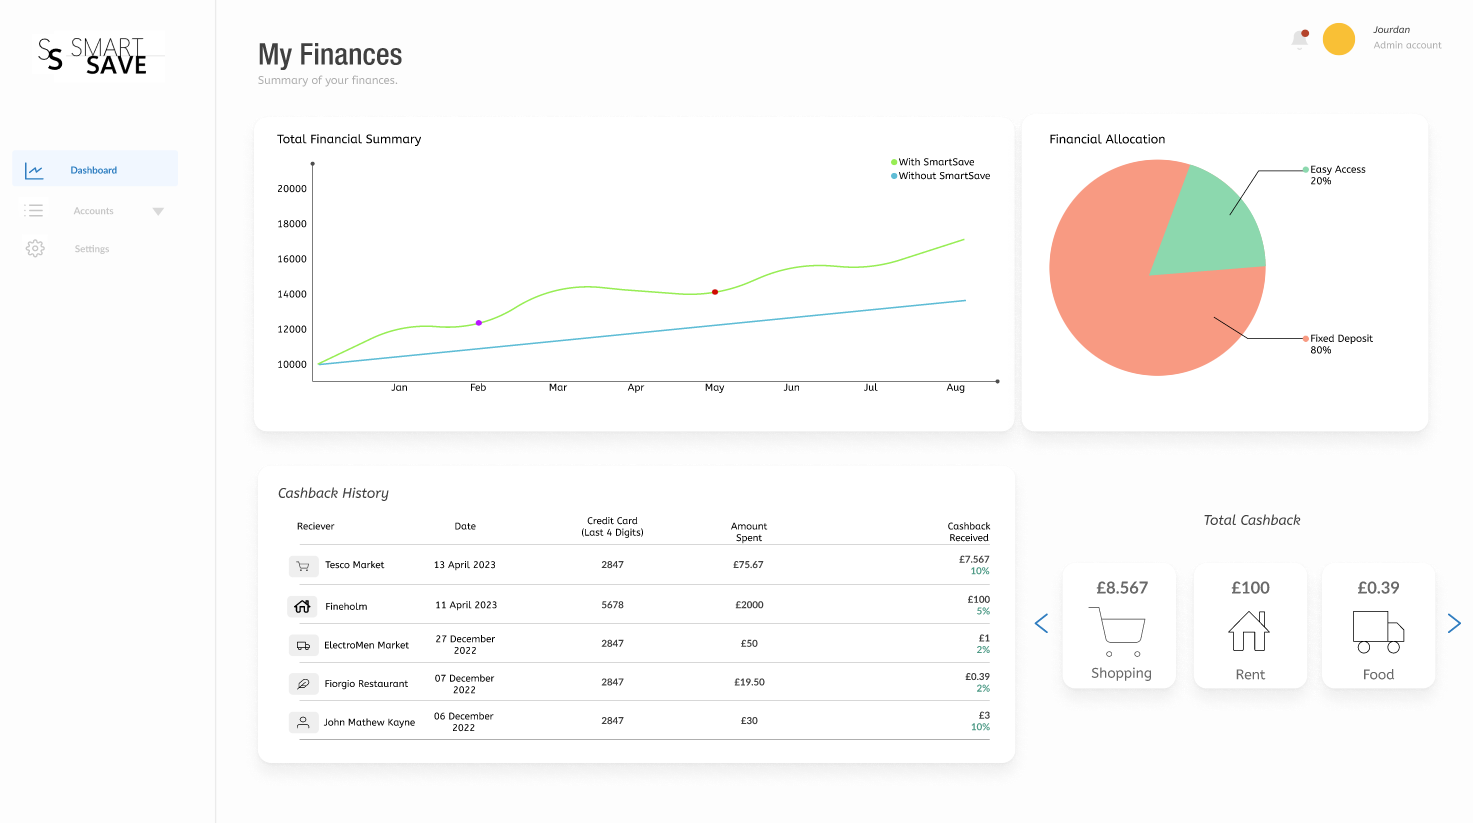 SS SMART
SAVE
My Finances
Summary of your finances.
Jourdan
Admin account
Dashboard
Accounts
Settings
Total Financial Summary
With SmartSave
Without SmartSave
20000
18000
16000
14000
12000
10000
Jan Feb Mar Apr May Jun Jul Aug
Financial Allocation
Easy Access
20%
Fixed Deposit
80%
Cashback History
Reciever Date Credit Card Amount Cashback
(Last 4 Digits) Spent Received
Tesco Market 13 April 2023 2847 £75.67 £7.567
10%
Fineholm 11 April 2023 5678 £2000 £100
5%
ElectroMen Market 27 December 2847 £50 £1
2022 2%
Fiorgio Restaurant 07 December 2847 £19.50 £0.39
2022 2%
John Mathew Kayne 06 December 2847 £30 £3
2022 10%
Total Cashback
£8.567 £100 £0.39
Shopping Rent Food